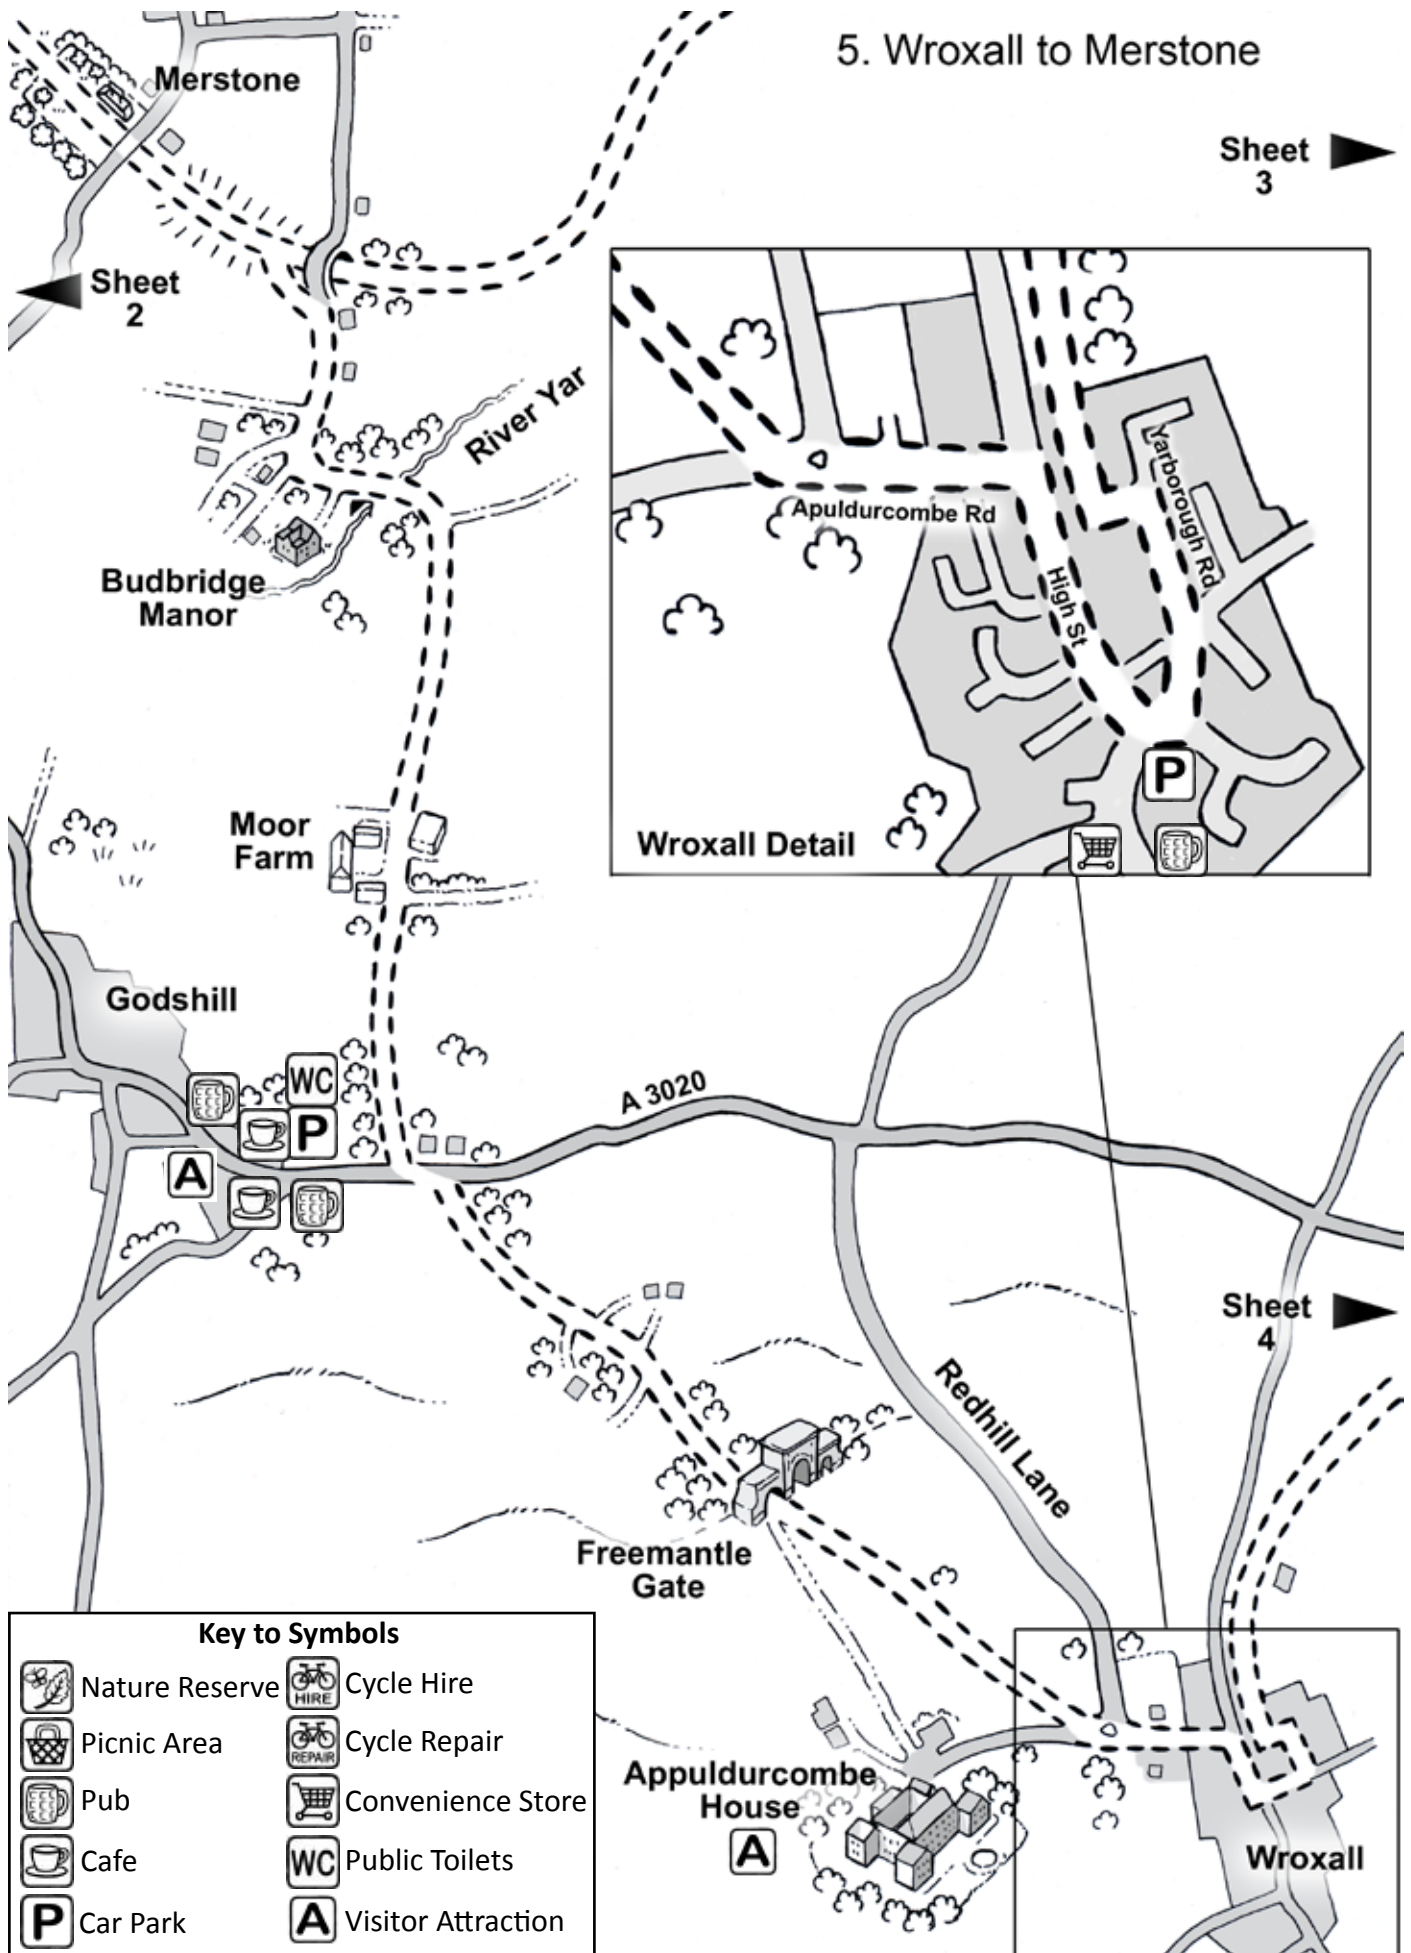 5. Wroxall to Merstone
Merstone
Sheet
3
Sheet
2
River Yar
Budbridge
Manor
Apuldurcombe Rd
High St
Yarborough Rd
P
Wroxall Detail
Moor
Farm
Godshill
WC
P
A
A 3020
Sheet
4
Redhill Lane
Freemantle
Gate
Appuldurcombe
House
A
Wroxall
Key to Symbols
Nature Reserve
HIRE
Cycle Hire
Picnic Area
REPAIR
Cycle Repair
Pub
Convenience Store
Cafe
WC
Public Toilets
P
Car Park
A
Visitor Attraction